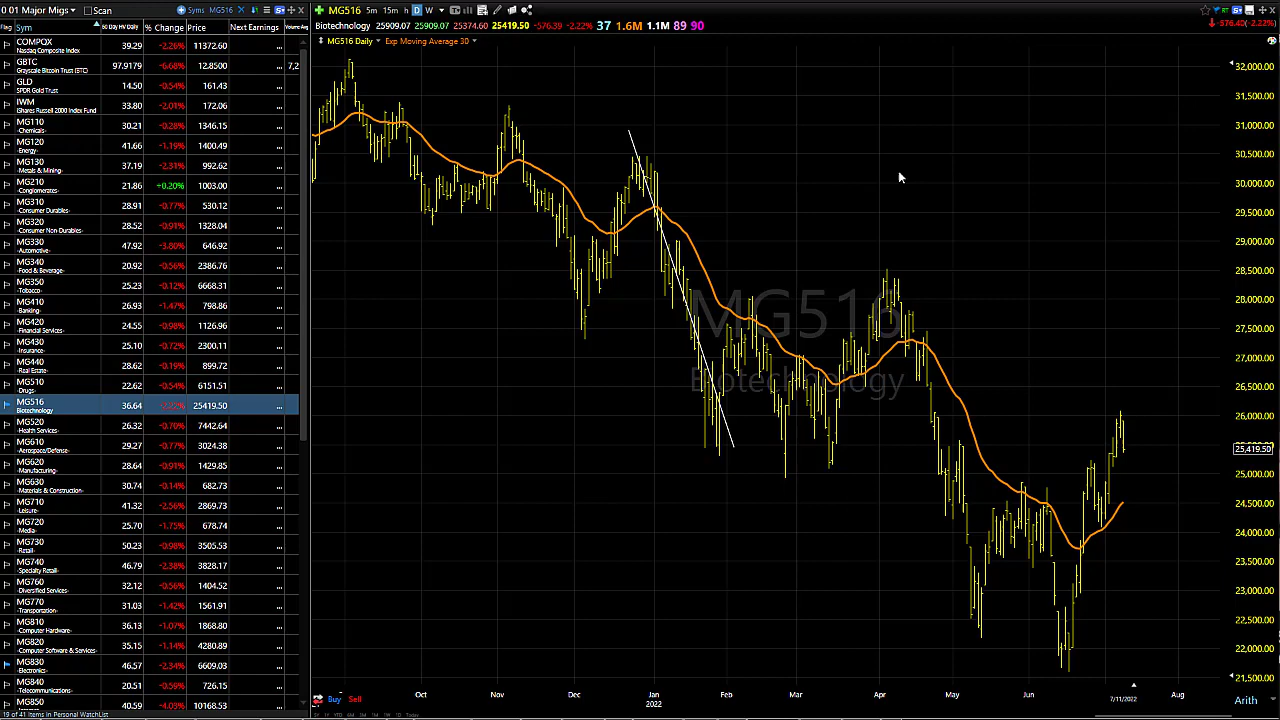 0 01 Major Migs Scan Syms MG516
Flag Sym 50 Day HV Daily % Change Price Next Earnings Volume Avg
COMPQX 39.29 -2.26% 11372.60
Nasdaq Composite Index
GBTC 97.9179 -6.68% 12.8500 ... 7,2
Grayscale Bitcoin Trust (BTC)
GLD 14.50 -0.54% 161.43 ...
SPDR Gold Trust
IWM 33.80 -2.01% 172.06 ...
iShares Russell 2000 Index Fund
MG110 30.21 -0.28% 1346.15 ...
-Chemicals-
MG120 41.66 -1.19% 1400.49 ...
-Energy-
MG130 37.19 -2.31% 992.62 ...
-Metals & Mining-
MG210 21.86 +0.20% 1003.00 ...
-Conglomerates-
MG310 28.91 -0.77% 530.12 ...
-Consumer Durables-
MG320 28.52 -0.91% 1328.04 ...
-Consumer Non-Durables-
MG330 47.92 -3.80% 646.92 ...
-Automotive-
MG340 20.92 -0.56% 2386.76 ...
-Food & Beverage-
MG350 25.23 -0.12% 6668.31 ...
-Tobacco-
MG410 26.93 -1.47% 798.86 ...
-Banking-
MG420 24.55 -0.98% 1126.96 ...
-Financial Services-
MG430 25.10 -0.72% 2300.11 ...
-Insurance-
MG440 28.62 -0.19% 899.72 ...
-Real Estate-
MG510 22.62 -0.54% 6151.51 ...
-Drugs-
MG516 36.64 -2.22% 25419.50 ...
Biotechnology
MG520 26.32 -0.70% 7442.64 ...
-Health Services-
MG610 29.27 -0.77% 3024.38 ...
-Aerospace/Defense-
MG620 28.64 -0.91% 1429.85 ...
-Manufacturing-
MG630 30.74 -0.14% 682.73 ...
-Materials & Construction-
MG710 41.32 -2.56% 2869.73 ...
-Leisure-
MG720 25.70 -1.75% 678.74 ...
-Media-
MG730 50.23 -0.98% 3505.53 ...
-Retail-
MG740 46.79 -2.38% 3828.17 ...
-Specialty Retail-
MG760 32.12 -0.56% 1404.52 ...
-Diversified Services-
MG770 31.03 -1.42% 1561.91 ...
-Transportation-
MG810 36.13 -1.07% 1868.80 ...
-Computer Hardware-
MG820 35.15 -1.14% 4280.89 ...
-Computer Software & Services-
MG830 46.57 -2.34% 6609.03 ...
-Electronics-
MG840 20.51 -0.59% 726.15 ...
-Telecommunications-
MG850 40.59 -4.03% 10168.53 ...
19 of 41 Items in Personal WatchList
MG516 5m 15m h D W RT
Biotechnology 25909.07 25909.07 25374.60 25419.50 -576.39 -2.22% 37 1.6M 1.1M 89 90 -576.40(-2.22%)
MG516 Daily Exp Moving Average 30
MG516
Biotechnology
32,000.00
31,500.00
31,000.00
30,500.00
30,000.00
29,500.00
29,000.00
28,500.00
28,000.00
27,500.00
27,000.00
26,500.00
26,000.00
25,419.50
25,000.00
24,500.00
24,000.00
23,500.00
23,000.00
22,500.00
22,000.00
21,500.00
Oct Nov Dec Jan Feb Mar Apr May Jun 7/11/2022 Aug
2022
Buy Sell Arith